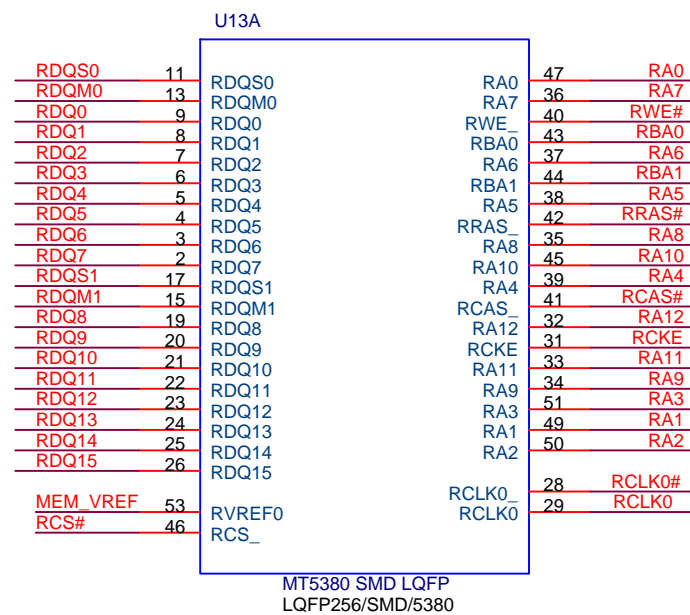 U13A
RDQS0 11 RDQS0 RA0 47 RA0
RDQM0 13 RDQM0 RA7 36 RA7
RDQ0 9 RDQ0 RWE_ 40 RWE#
RDQ1 8 RDQ1 RBA0 43 RBA0
RDQ2 7 RDQ2 RA6 37 RA6
RDQ3 6 RDQ3 RBA1 44 RBA1
RDQ4 5 RDQ4 RA5 38 RA5
RDQ5 4 RDQ5 RRAS_ 42 RRAS#
RDQ6 3 RDQ6 RA8 35 RA8
RDQ7 2 RDQ7 RA10 45 RA10
RDQS1 17 RDQS1 RA4 39 RA4
RDQM1 15 RDQM1 RCAS_ 41 RCAS#
RDQ8 19 RDQ8 RA12 32 RA12
RDQ9 20 RDQ9 RCKE 31 RCKE
RDQ10 21 RDQ10 RA11 33 RA11
RDQ11 22 RDQ11 RA9 34 RA9
RDQ12 23 RDQ12 RA3 51 RA3
RDQ13 24 RDQ13 RA1 49 RA1
RDQ14 25 RDQ14 RA2 50 RA2
RDQ15 26 RDQ15
RCLK0_ 28 RCLK0#
MEM_VREF 53 RVREF0 RCLK0 29 RCLK0
RCS# 46 RCS_
MT5380 SMD LQFP
LQFP256/SMD/5380